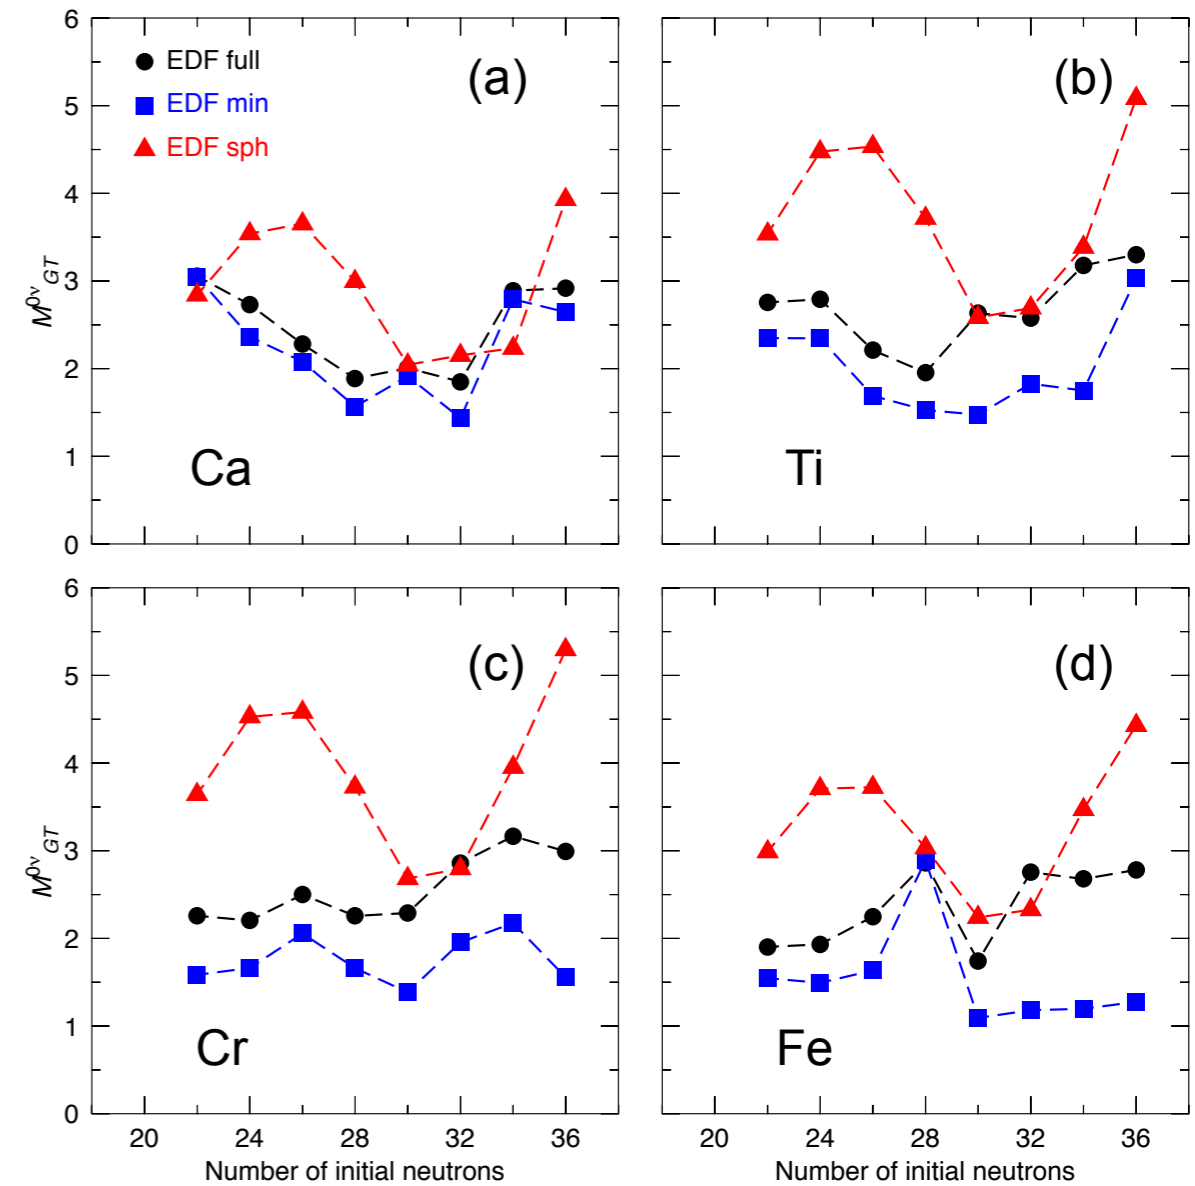 6
5
4
3
2
1
0
M0ν GT
EDF full
EDF min
EDF sph
(a)
Ca
(b)
Ti
6
5
4
3
2
1
0
M0ν GT
(c)
Cr
20 24 28 32 36
Number of initial neutrons
(d)
Fe
20 24 28 32 36
Number of initial neutrons